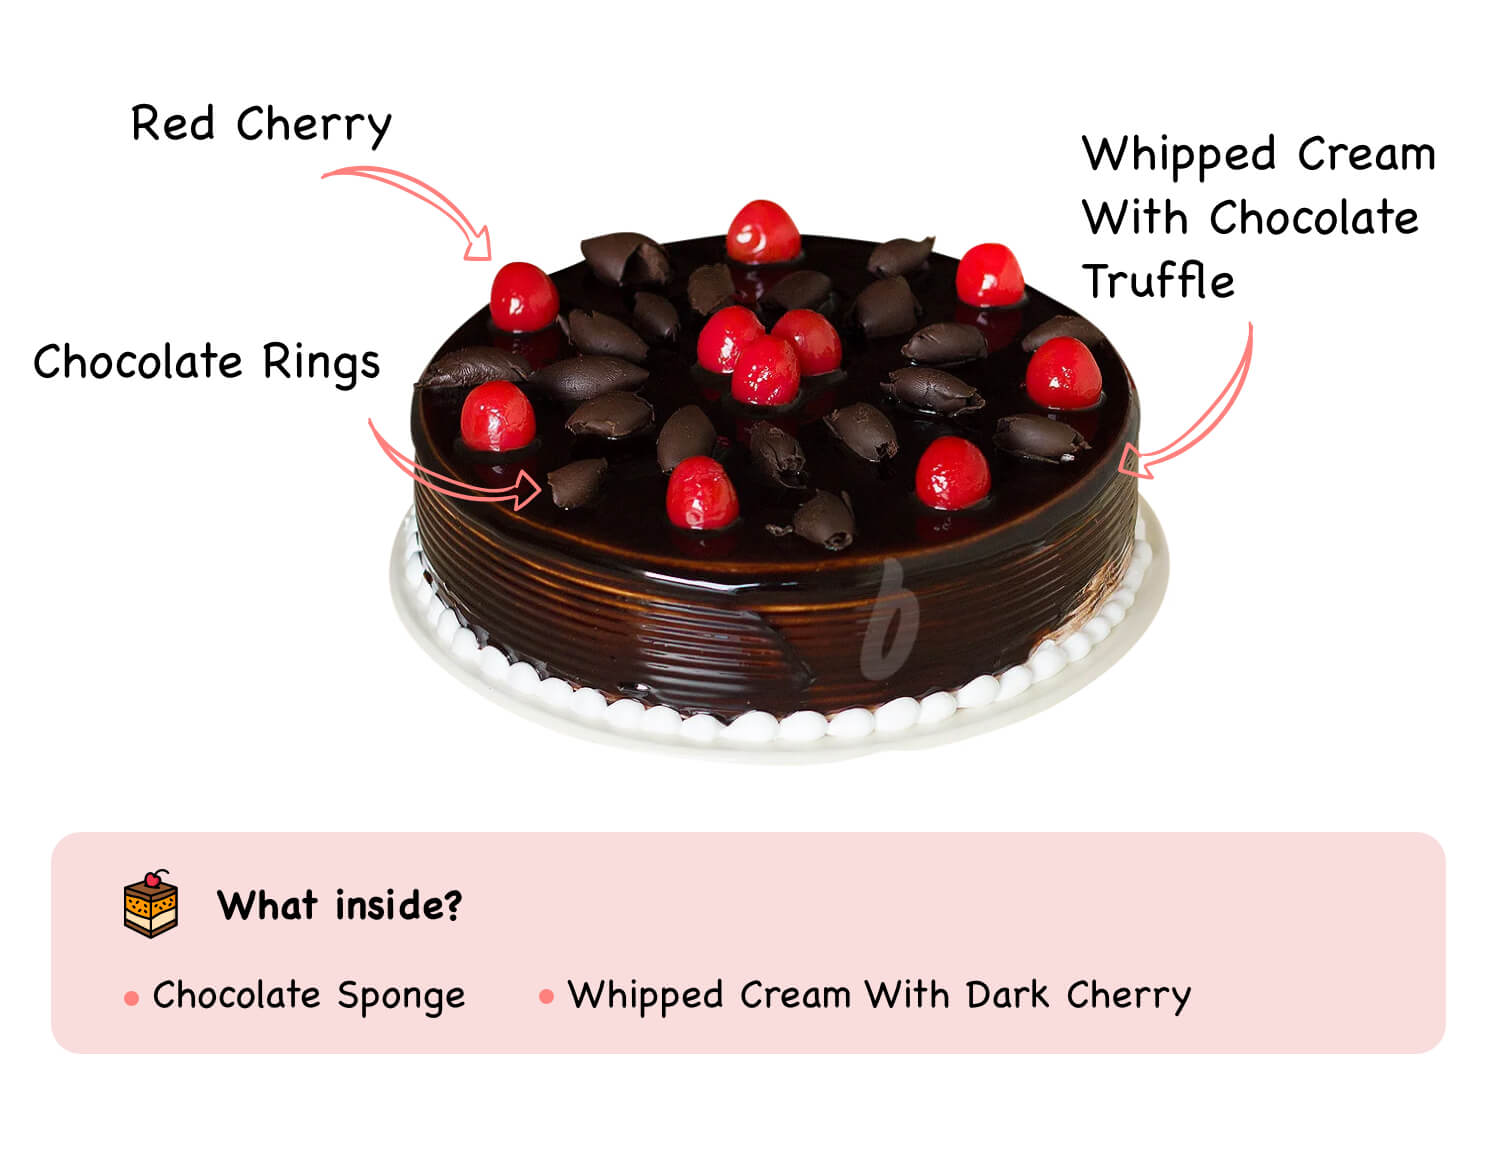 Red Cherry
Whipped Cream
With Chocolate
Truffle
Chocolate Rings
b
What inside?
Chocolate Sponge
Whipped Cream With Dark Cherry